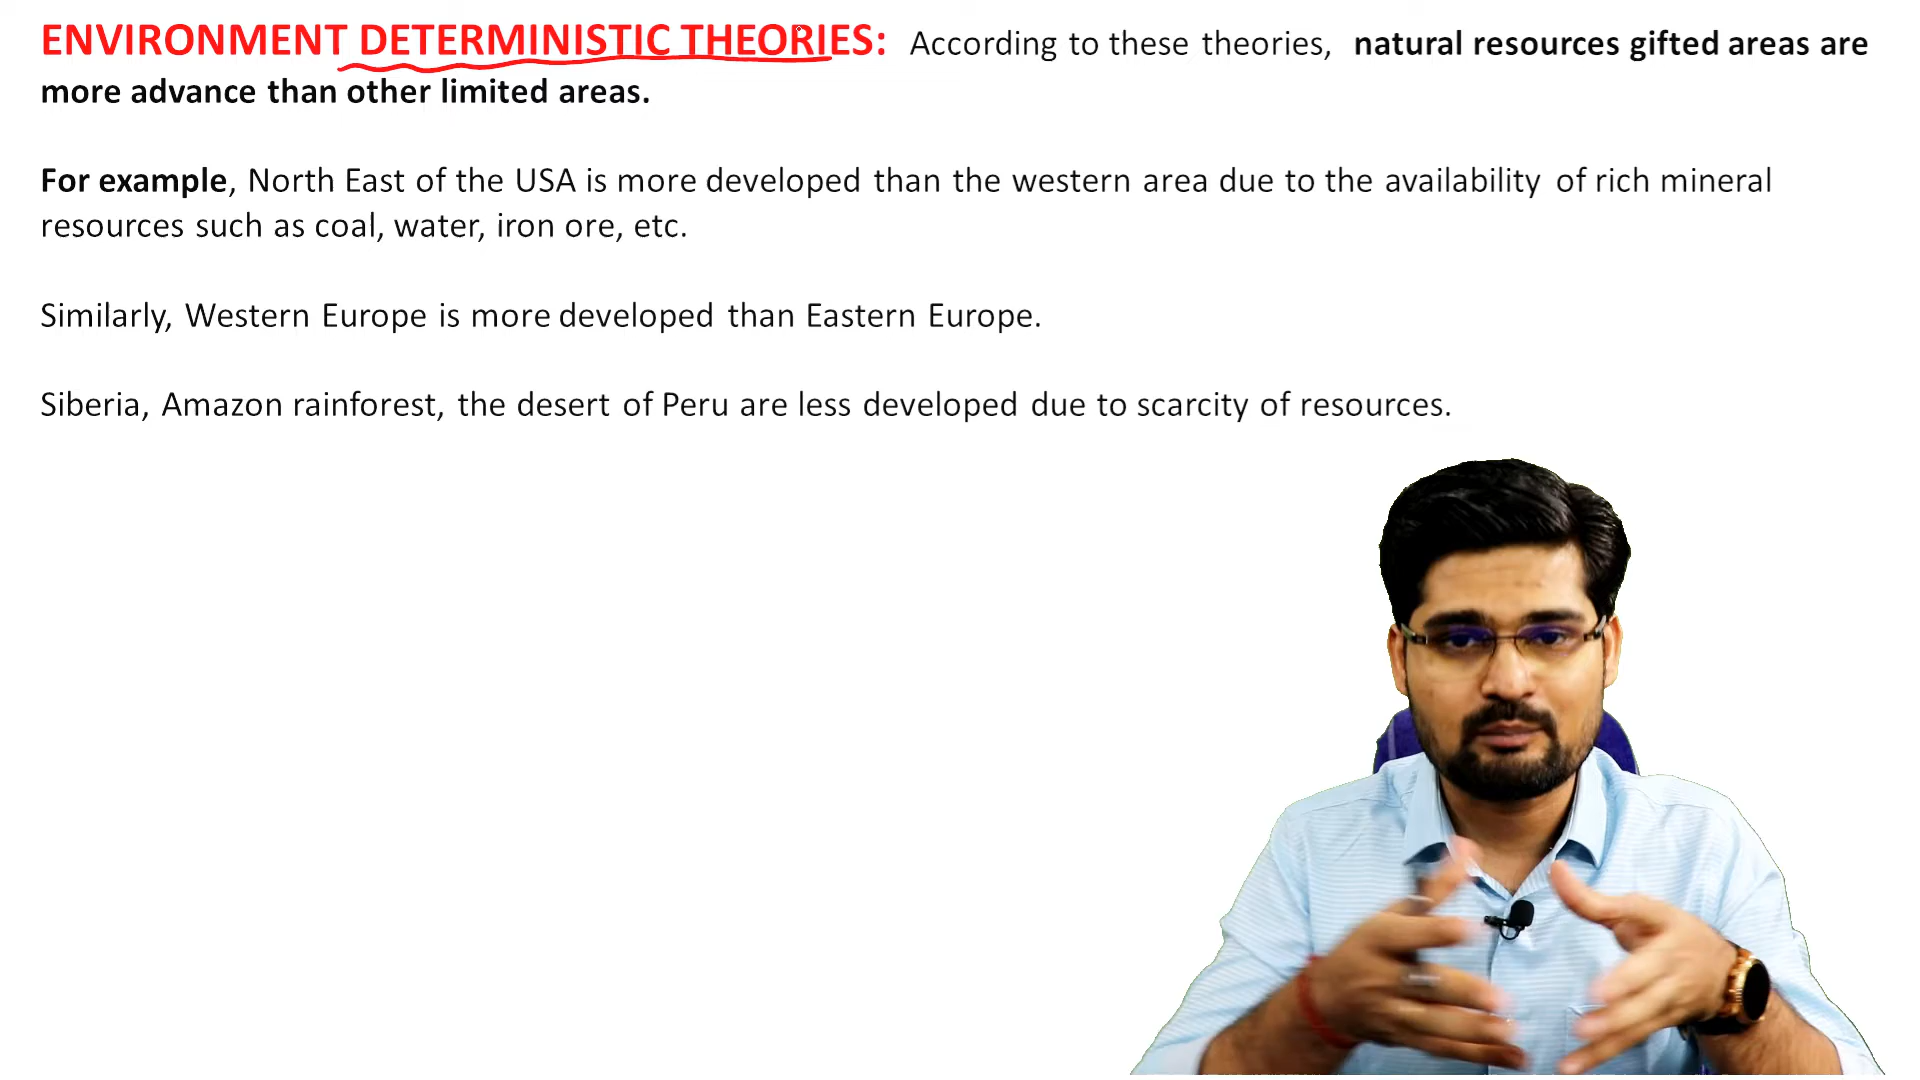 ENVIRONMENT DETERMINISTIC THEORIES: According to these theories, natural resources gifted areas are
more advance than other limited areas.
For example, North East of the USA is more developed than the western area due to the availability of rich mineral
resources such as coal, water, iron ore, etc.
Similarly, Western Europe is more developed than Eastern Europe.
Siberia, Amazon rainforest, the desert of Peru are less developed due to scarcity of resources.